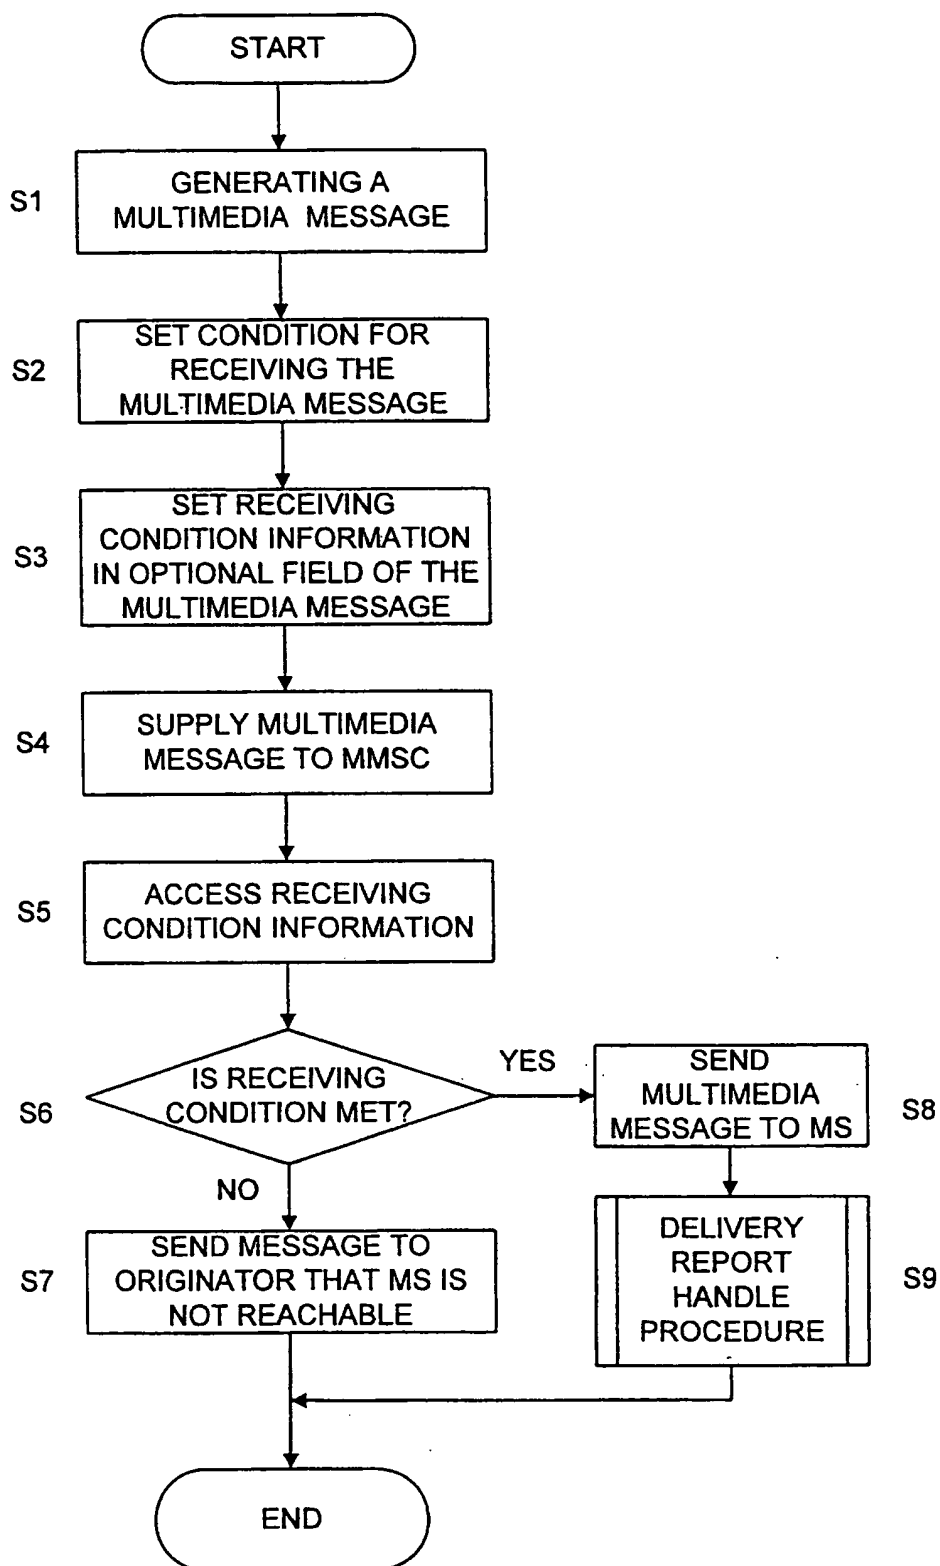 START
S1
GENERATING A
MULTIMEDIA MESSAGE
S2
SET CONDITION FOR
RECEIVING THE
MULTIMEDIA MESSAGE
S3
SET RECEIVING
CONDITION INFORMATION
IN OPTIONAL FIELD OF THE
MULTIMEDIA MESSAGE
S4
SUPPLY MULTIMEDIA
MESSAGE TO MMSC
S5
ACCESS RECEIVING
CONDITION INFORMATION
S6
IS RECEIVING
CONDITION MET?
YES
SEND
MULTIMEDIA
MESSAGE TO MS
S8
NO
S7
SEND MESSAGE TO
ORIGINATOR THAT MS IS
NOT REACHABLE
DELIVERY
REPORT
HANDLE
PROCEDURE
S9
END